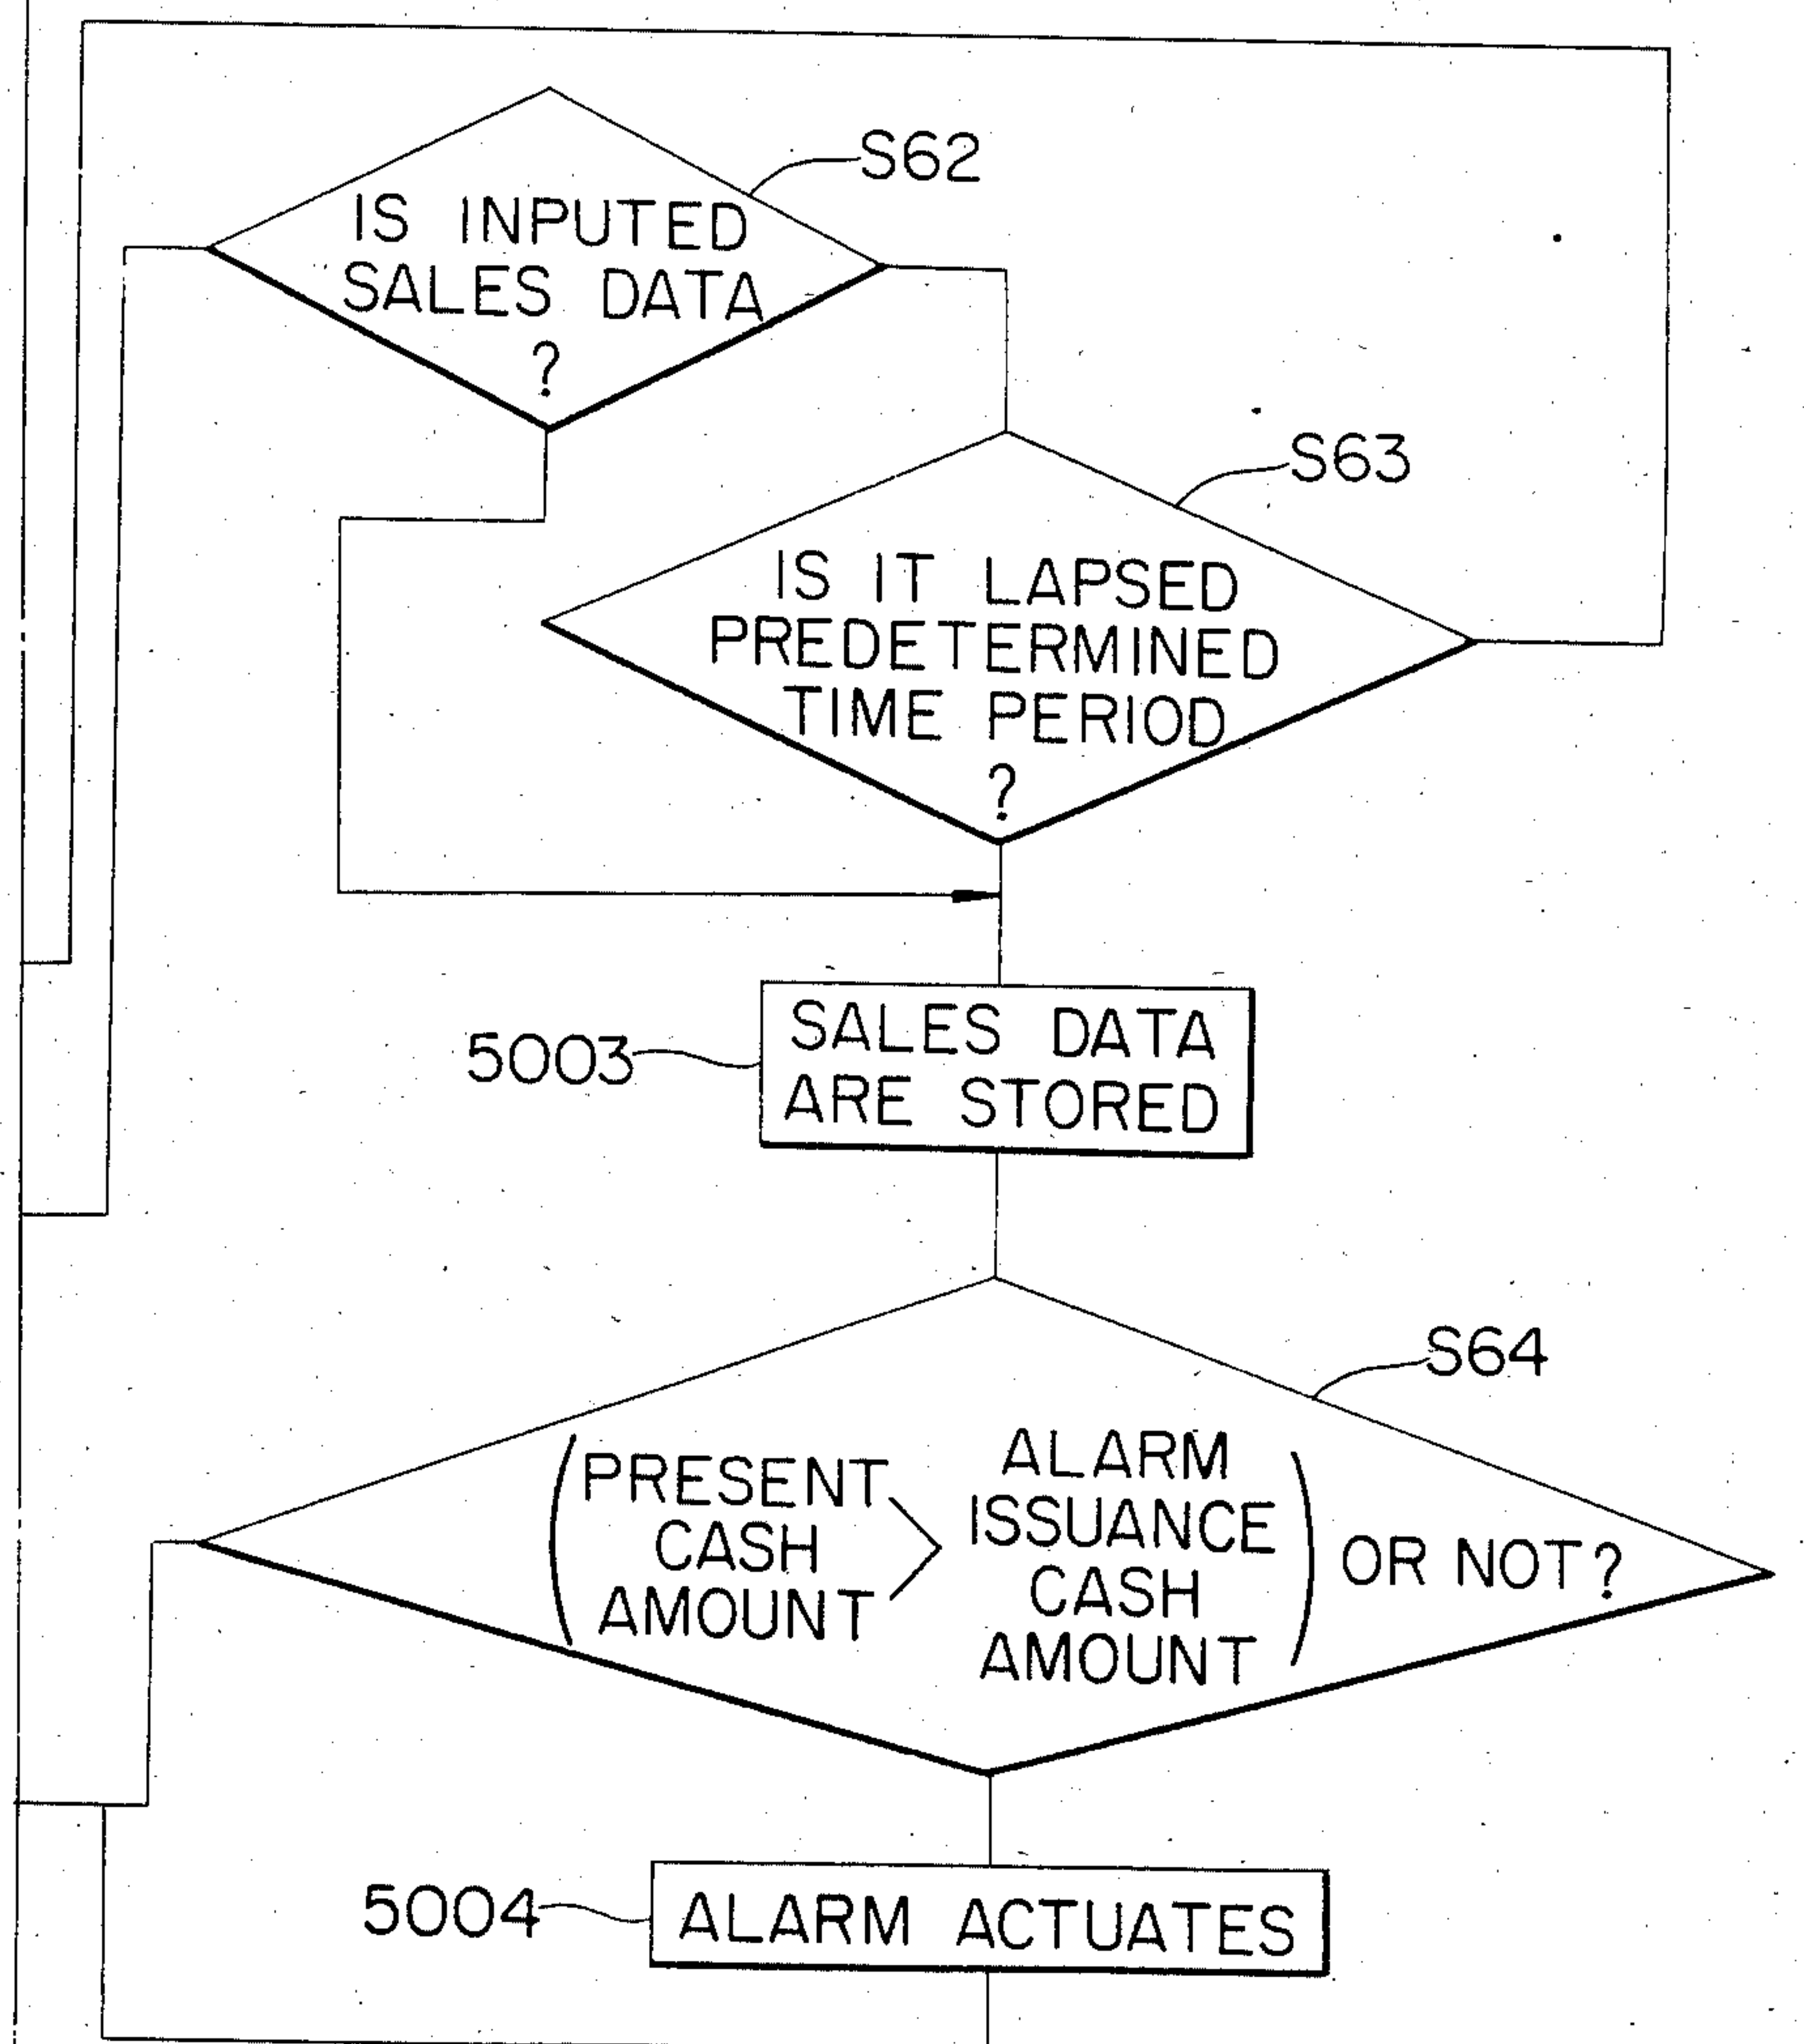 S62
IS INPUTED
SALES DATA
?
S63
IS IT LAPSED
PREDETERMINED
TIME PERIOD
?
5003
SALES DATA
ARE STORED
S64
(PRESENT
CASH
AMOUNT
>
ALARM
ISSUANCE
CASH
AMOUNT)
OR NOT?
5004
ALARM ACTUATES